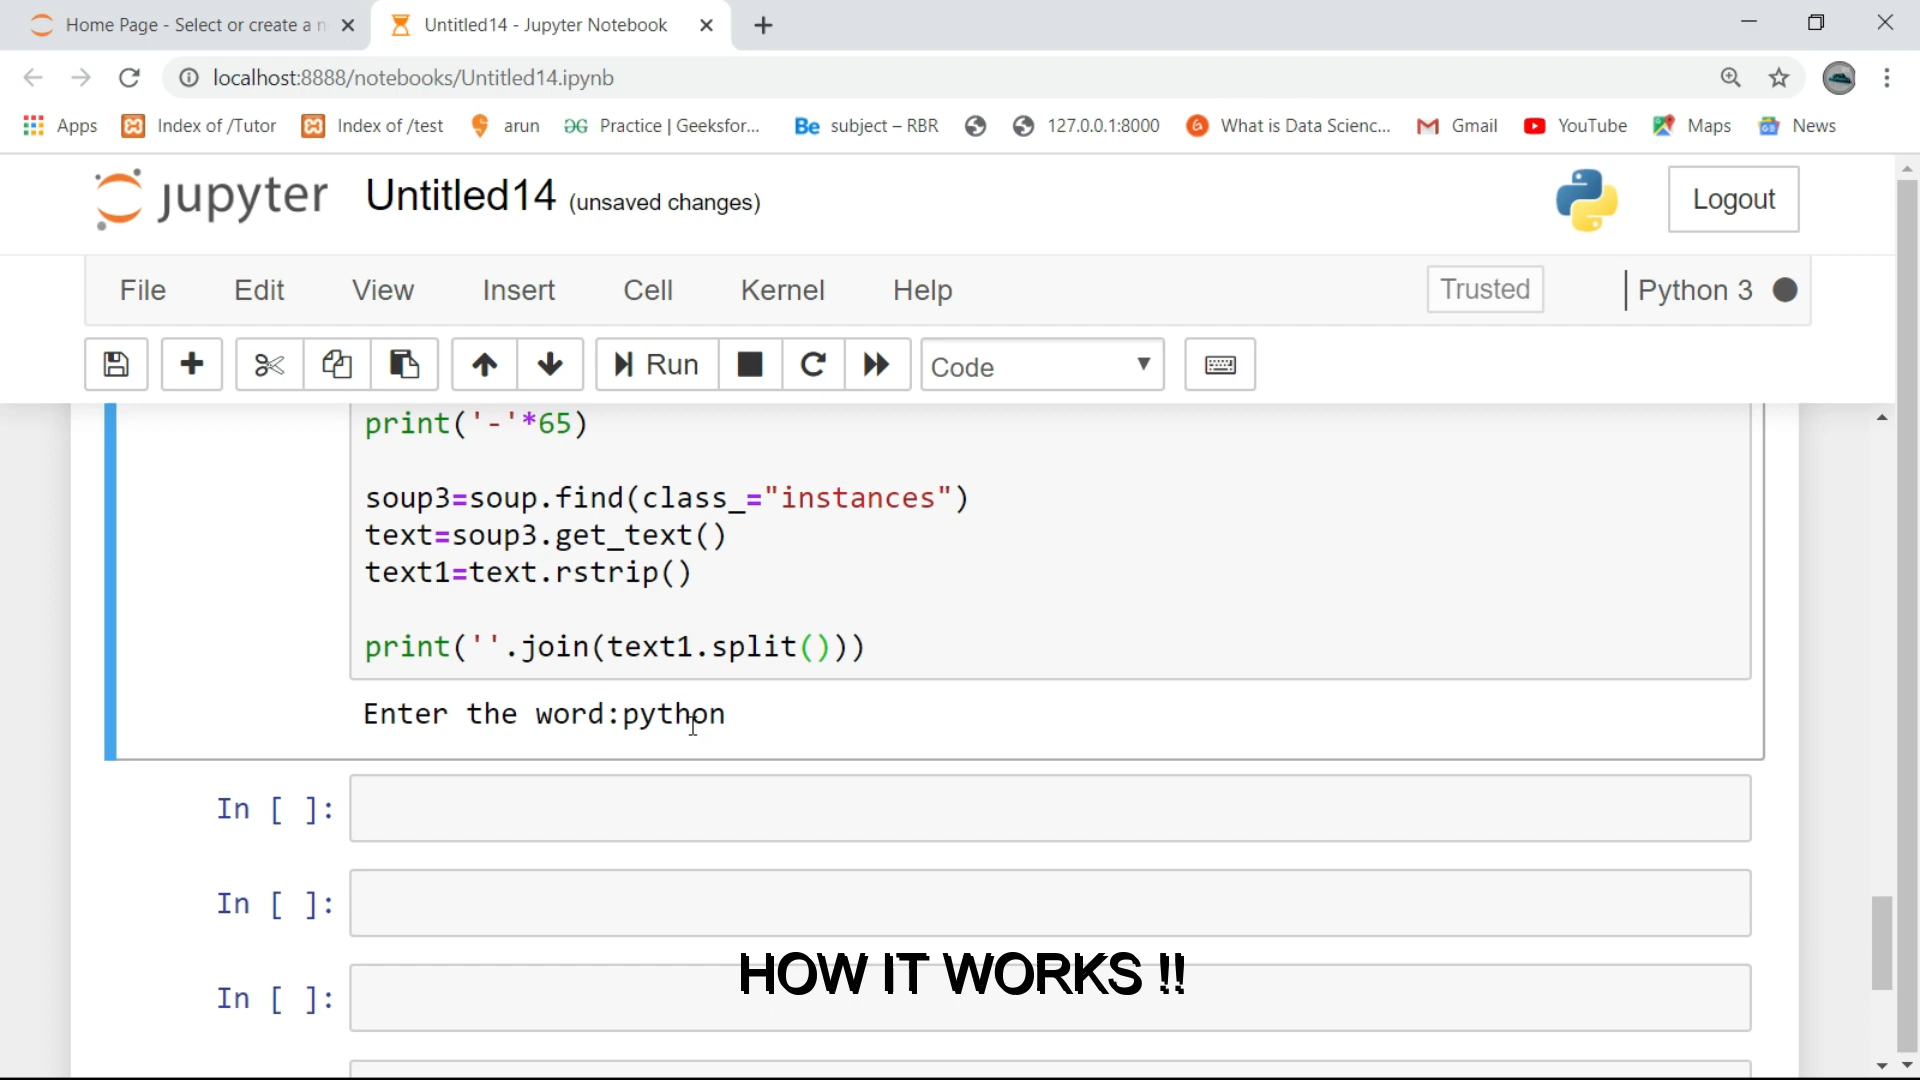 Home Page - Select or create a n
Untitled14 - Jupyter Notebook
localhost:8888/notebooks/Untitled14.ipynb
Apps
Index of /Tutor
Index of /test
arun
Practice | Geeksfor...
Be subject – RBR
127.0.0.1:8000
What is Data Scienc...
Gmail
YouTube
Maps
News
jupyter Untitled14 (unsaved changes)
Logout
File Edit View Insert Cell Kernel Help
Trusted
Python 3
Run
Code
print('-'*65)
soup3=soup.find(class_="instances")
text=soup3.get_text()
text1=text.rstrip()
print(''.join(text1.split()))
Enter the word:python
In [ ]:
In [ ]:
HOW IT WORKS !!
In [ ]: